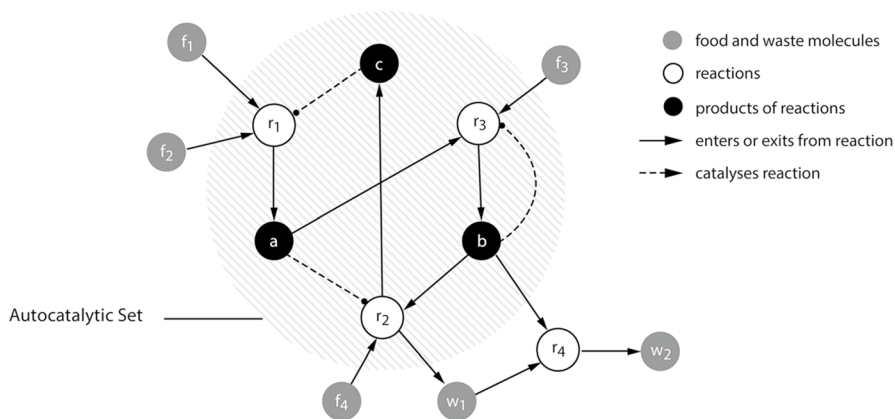 f1
c
f3
r1
r3
f2
a
b
r2
r4
w2
f4
w1
Autocatalytic Set
food and waste molecules
reactions
products of reactions
enters or exits from reaction
catalyses reaction